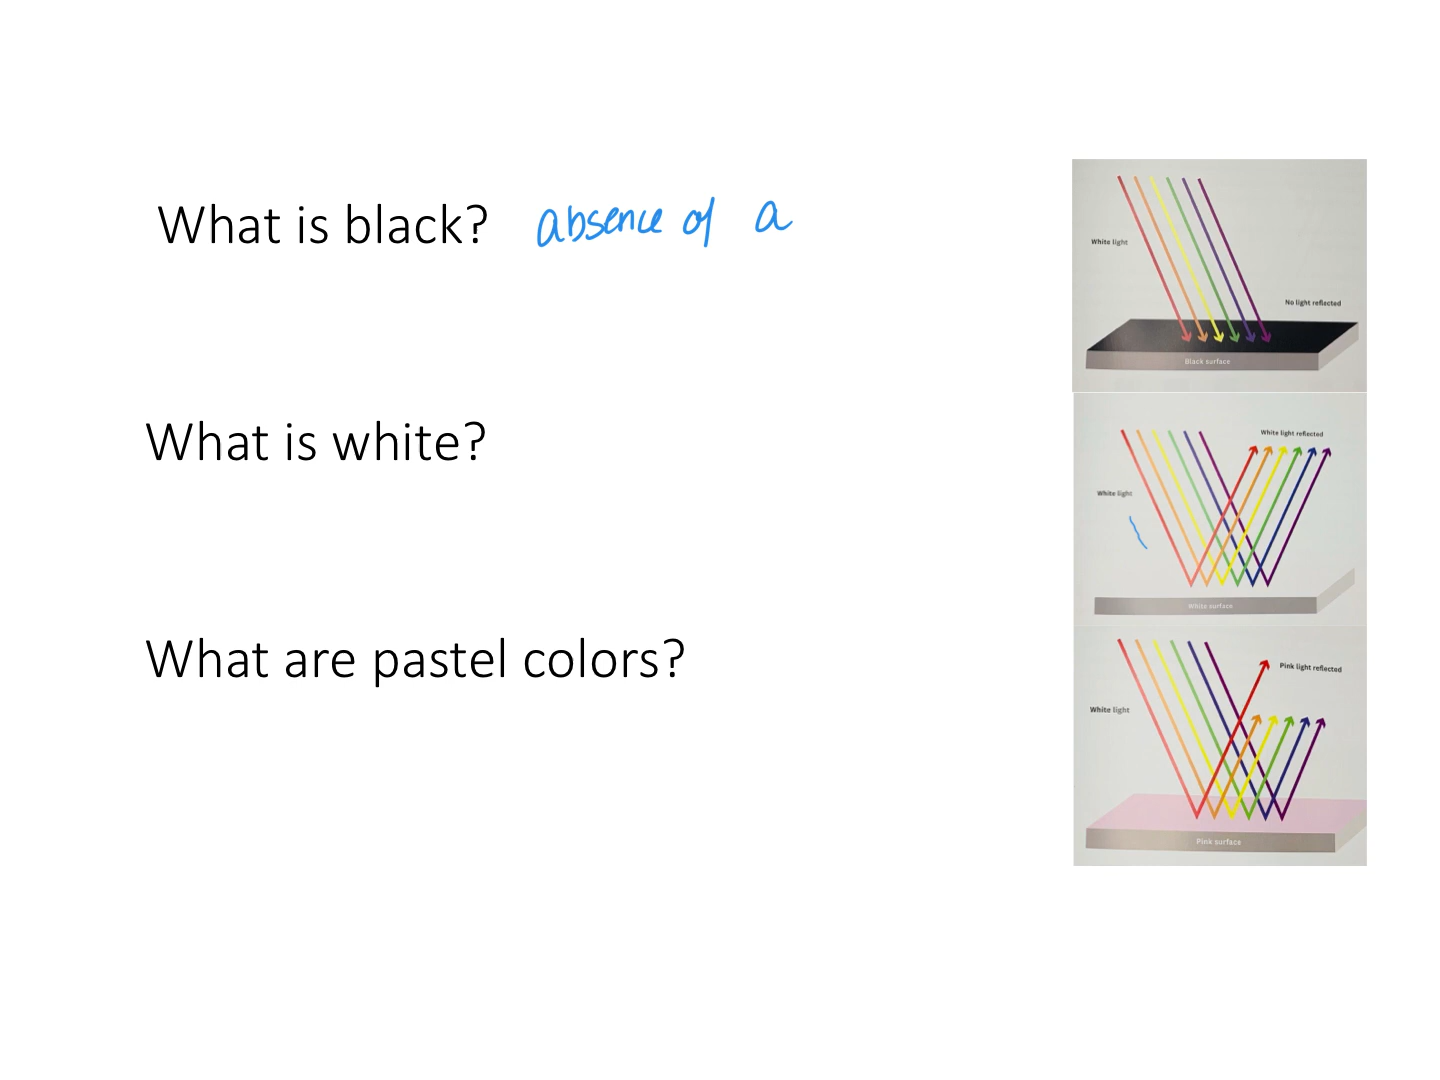 What is black? absence of a
White light
No light reflected
Black surface
What is white?
White light reflected
White light
White surface
What are pastel colors?
Pink light reflected
White light
Pink surface